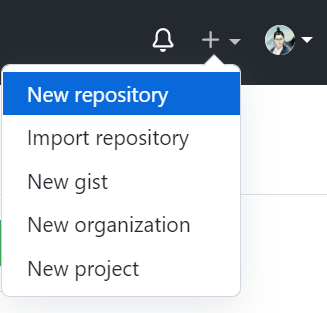 New repository
Import repository
New gist
New organization
New project